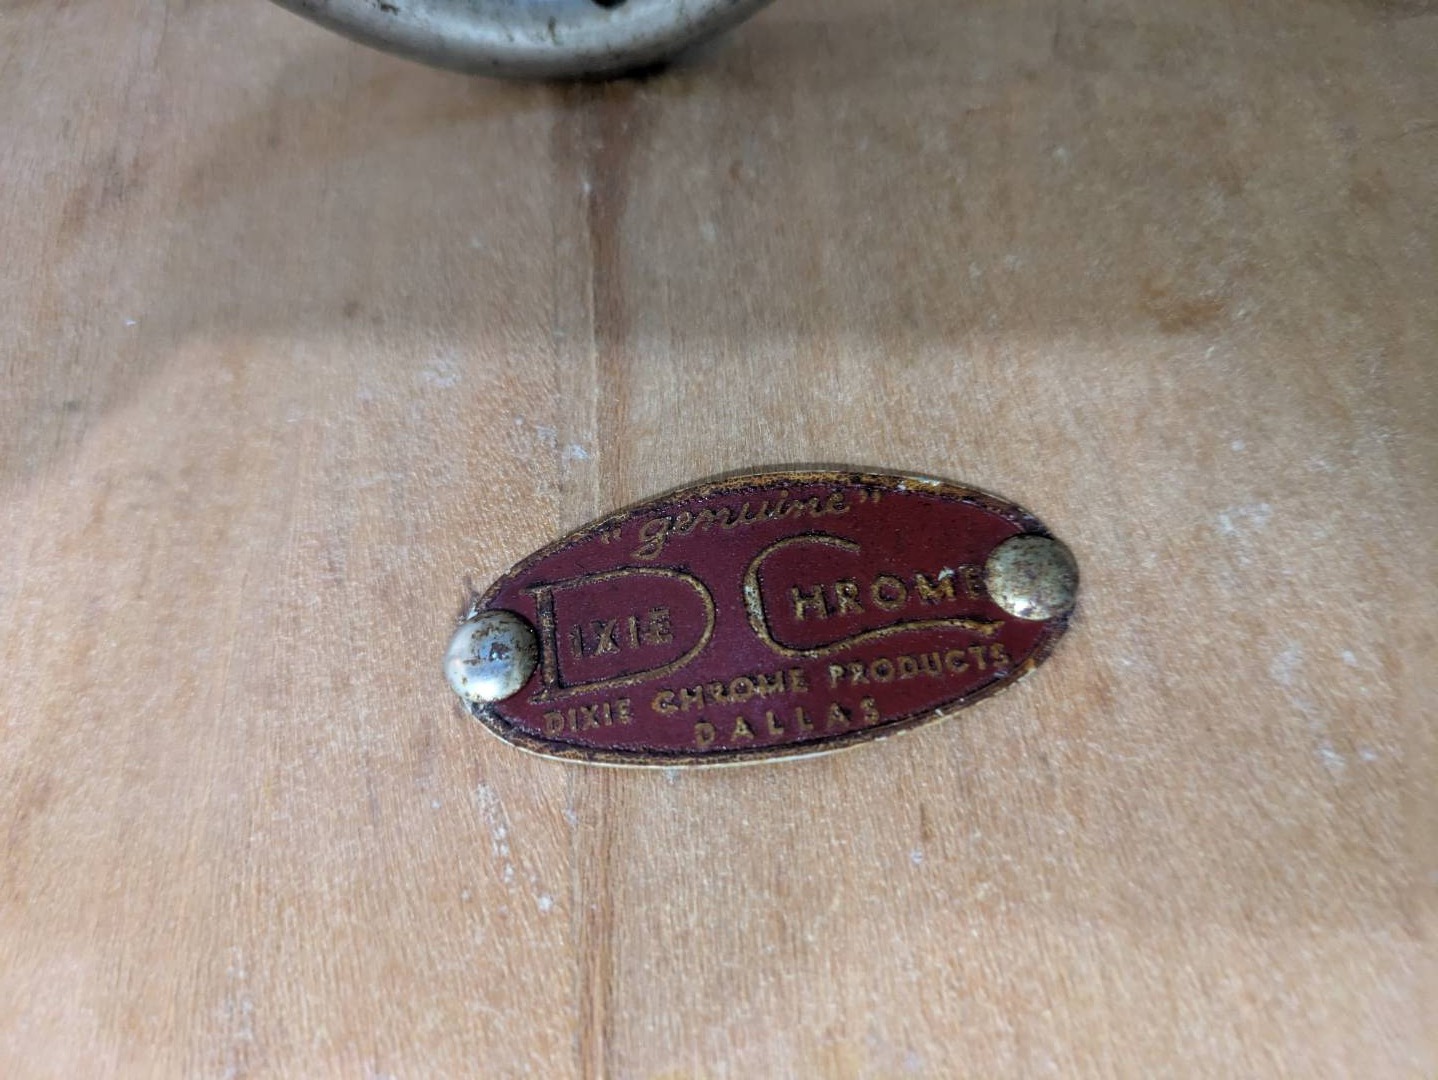 "genuine"
DIXIE CHROME
DIXIE CHROME PRODUCTS
DALLAS